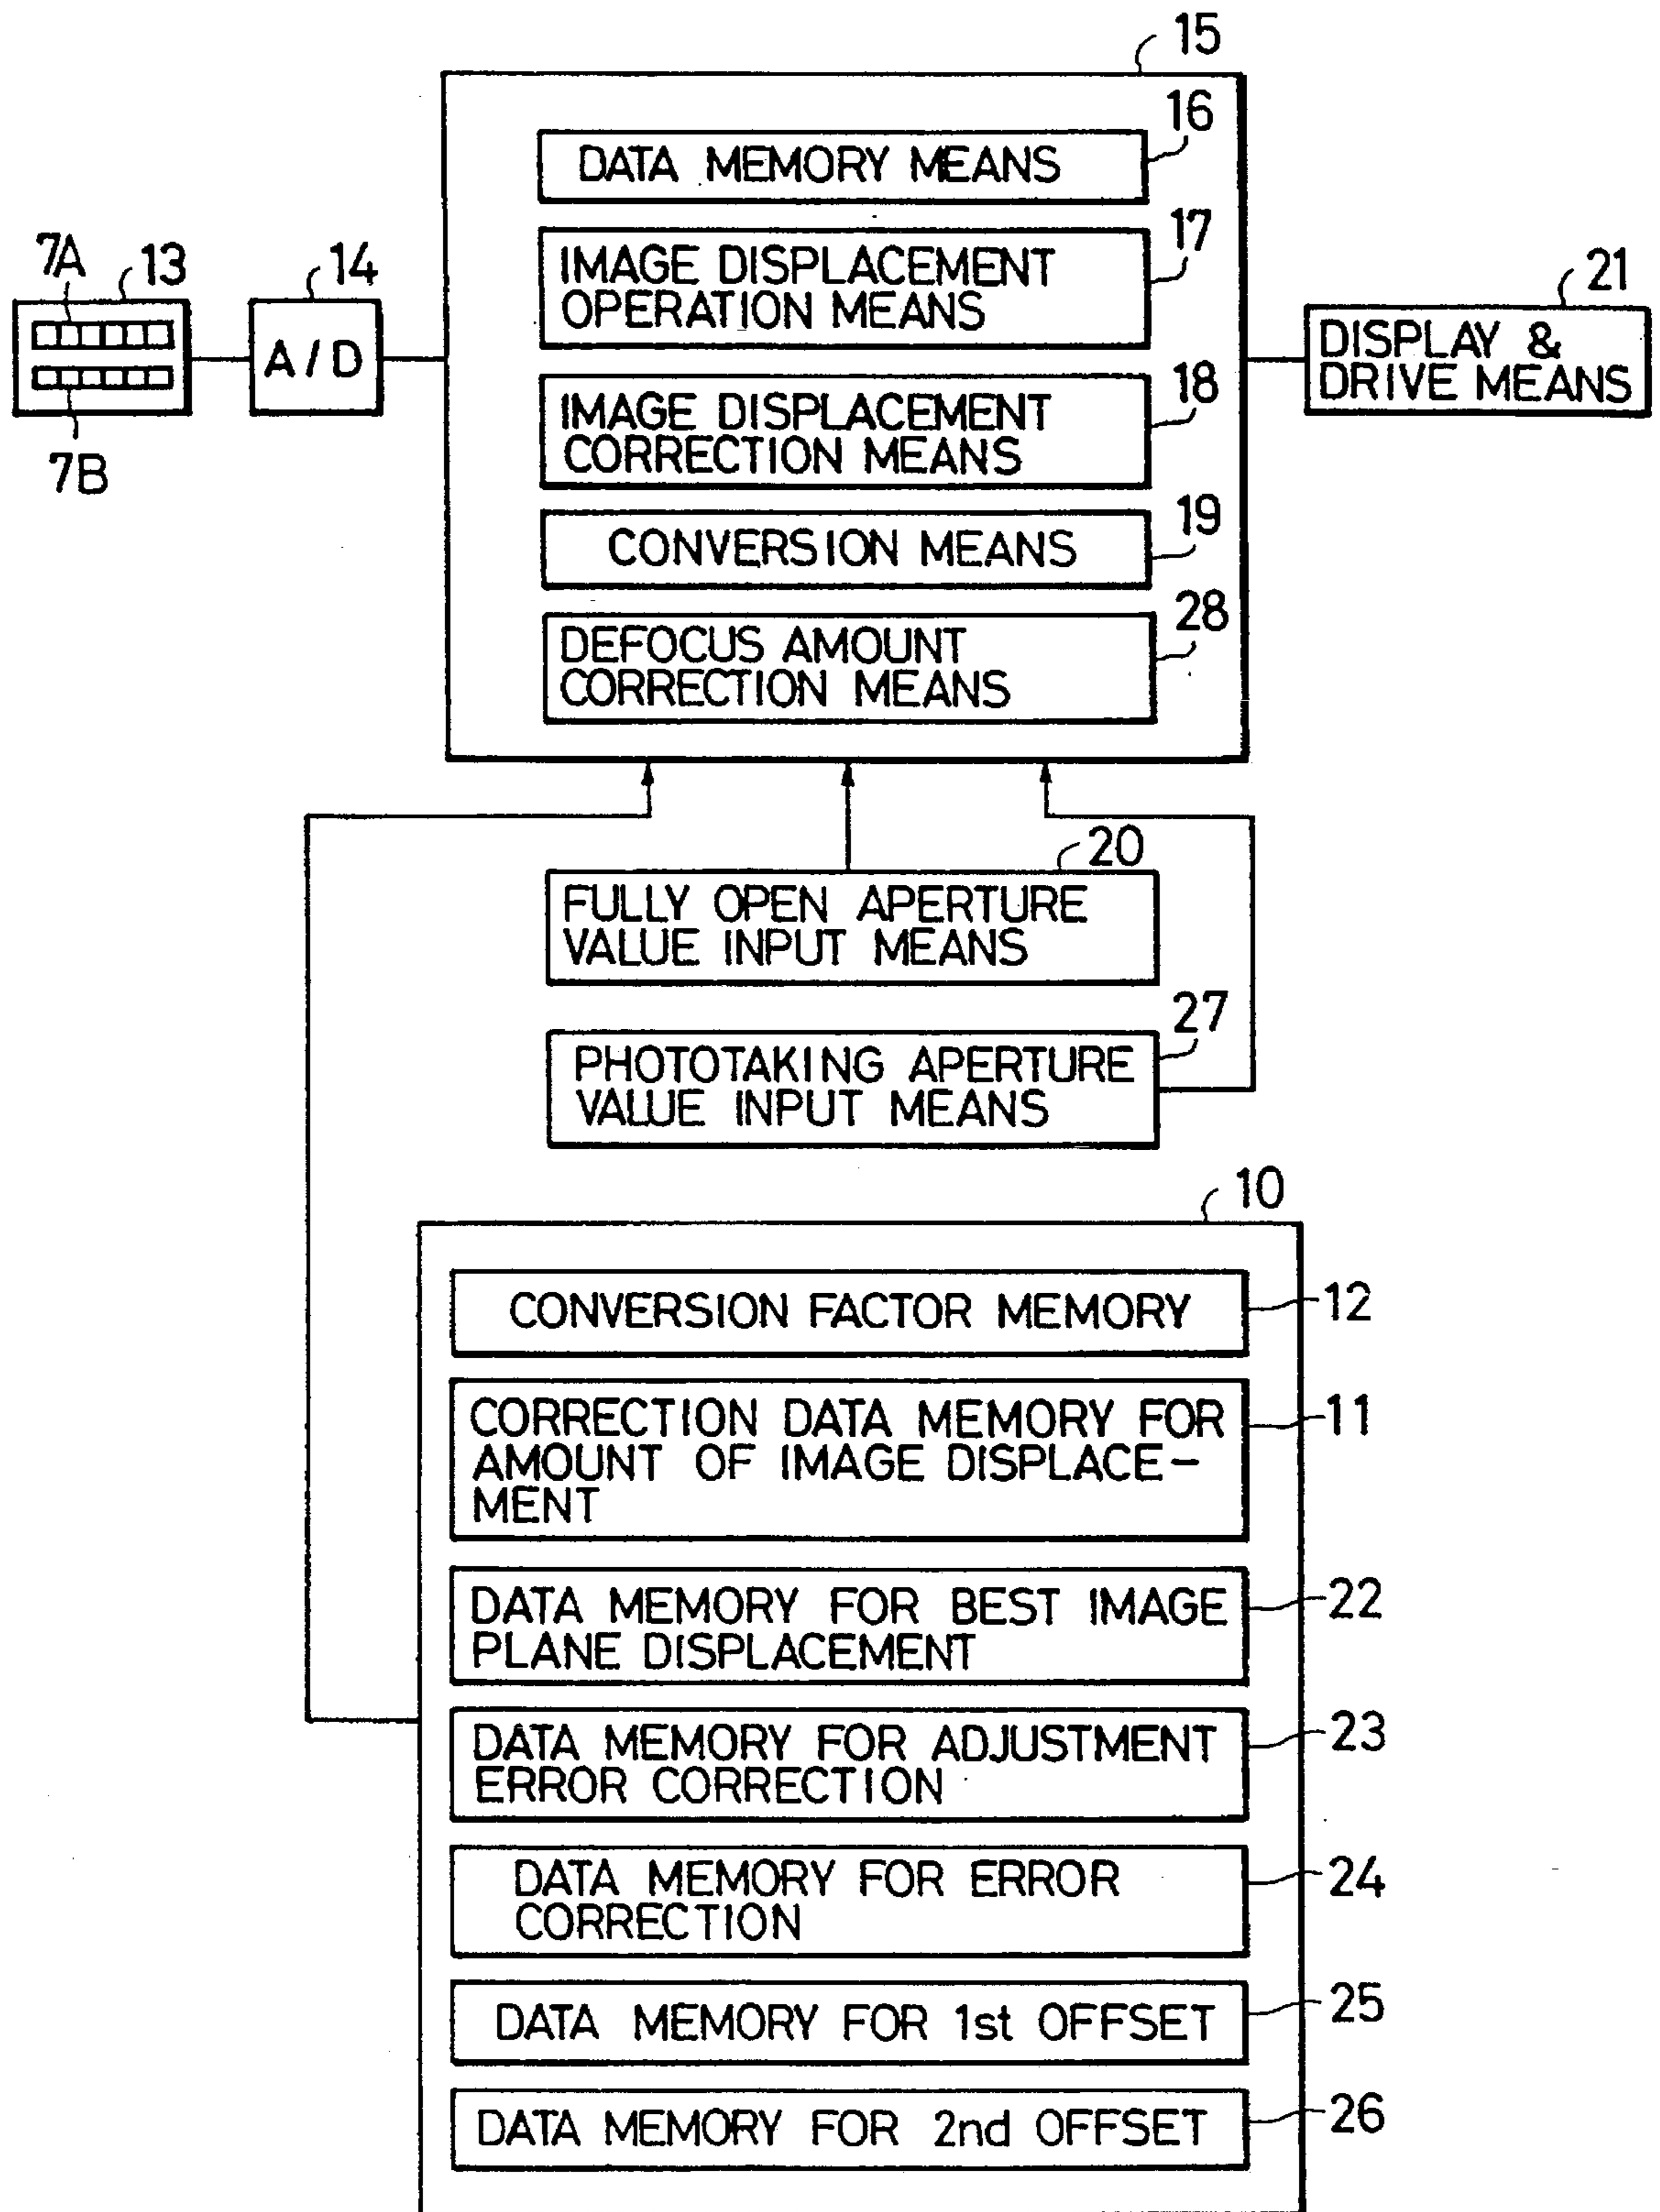 15
16
DATA MEMORY MEANS
17
IMAGE DISPLACEMENT
OPERATION MEANS
18
IMAGE DISPLACEMENT
CORRECTION MEANS
19
CONVERSION MEANS
28
DEFOCUS AMOUNT
CORRECTION MEANS
7A
13
7B
14
A/D
21
DISPLAY &
DRIVE MEANS
20
FULLY OPEN APERTURE
VALUE INPUT MEANS
27
PHOTOTAKING APERTURE
VALUE INPUT MEANS
10
CONVERSION FACTOR MEMORY
12
CORRECTION DATA MEMORY FOR
AMOUNT OF IMAGE DISPLACE-
MENT
11
DATA MEMORY FOR BEST IMAGE
PLANE DISPLACEMENT
22
DATA MEMORY FOR ADJUSTMENT
ERROR CORRECTION
23
DATA MEMORY FOR ERROR
CORRECTION
24
DATA MEMORY FOR 1st OFFSET
25
DATA MEMORY FOR 2nd OFFSET
26